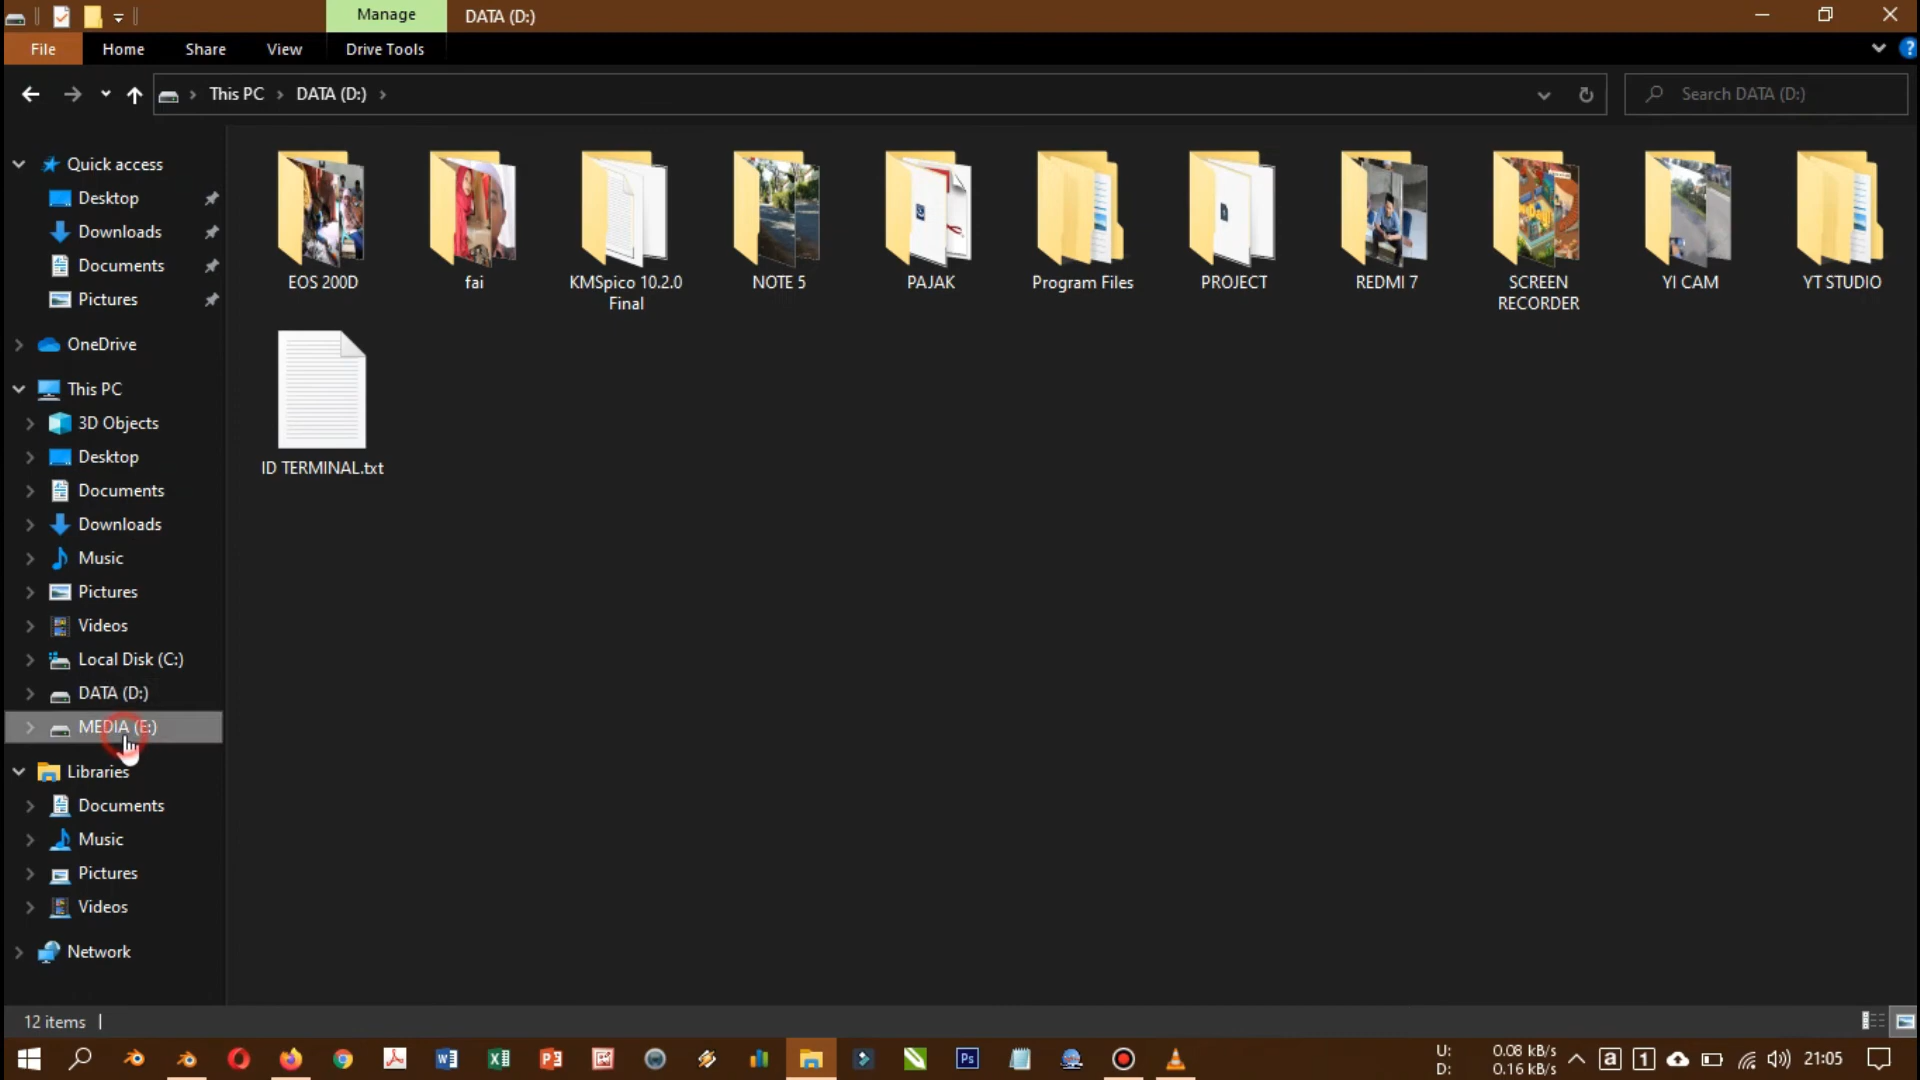 Manage
DATA (D:)
File
Home
Share
View
Drive Tools
This PC
DATA (D:)
Search DATA (D:)
Quick access
Desktop
Downloads
Documents
Pictures
OneDrive
This PC
3D Objects
Desktop
Documents
Downloads
Music
Pictures
Videos
Local Disk (C:)
DATA (D:)
MEDIA (E:)
Libraries
Documents
Music
Pictures
Videos
Network
EOS 200D
fai
KMSpico 10.2.0
Final
NOTE 5
PAJAK
Program Files
PROJECT
REDMI 7
SCREEN
RECORDER
YI CAM
YT STUDIO
ID TERMINAL.txt
12 items
U: 0.08 kB/s
D: 0.16 kB/s
21:05